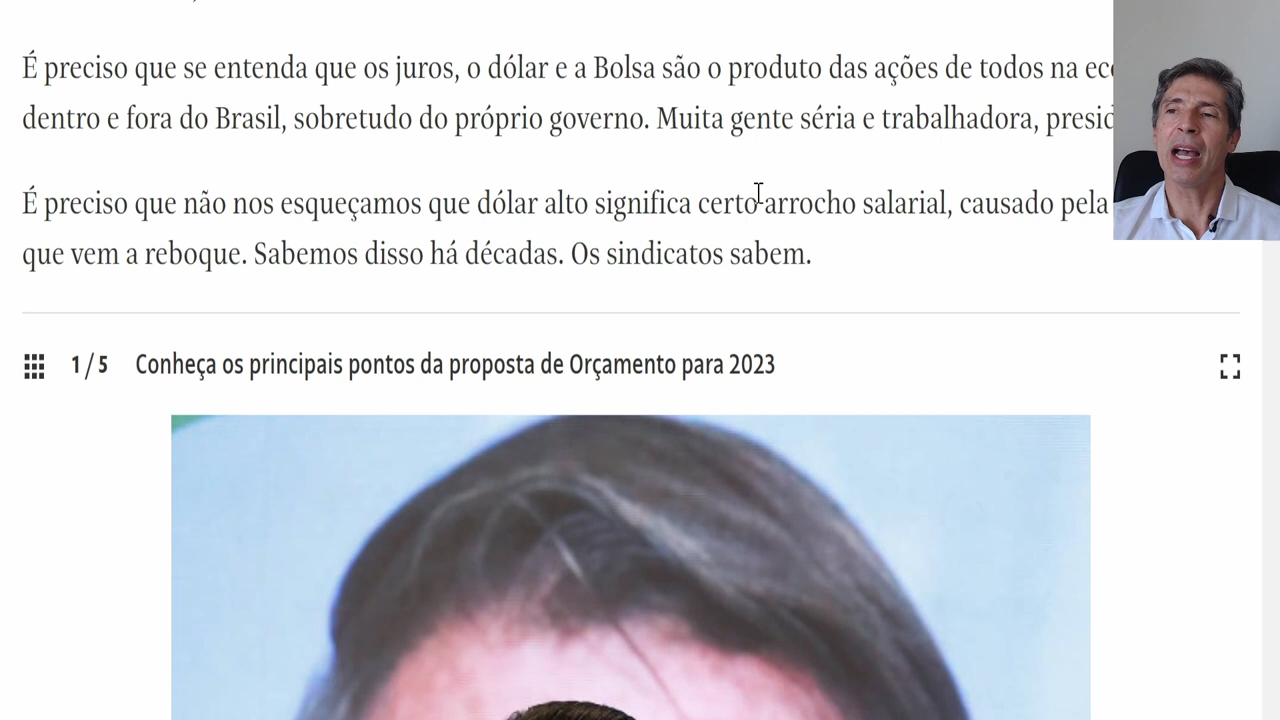 É preciso que se entenda que os juros, o dólar e a Bolsa são o produto das ações de todos na
dentro e fora do Brasil, sobretudo do próprio governo. Muita gente séria e trabalhadora,
É preciso que não nos esqueçamos que dólar alto significa certo arrocho salarial, causado pela
que vem a reboque. Sabemos disso há décadas. Os sindicatos sabem.
1/5 Conheça os principais pontos da proposta de Orçamento para 2023